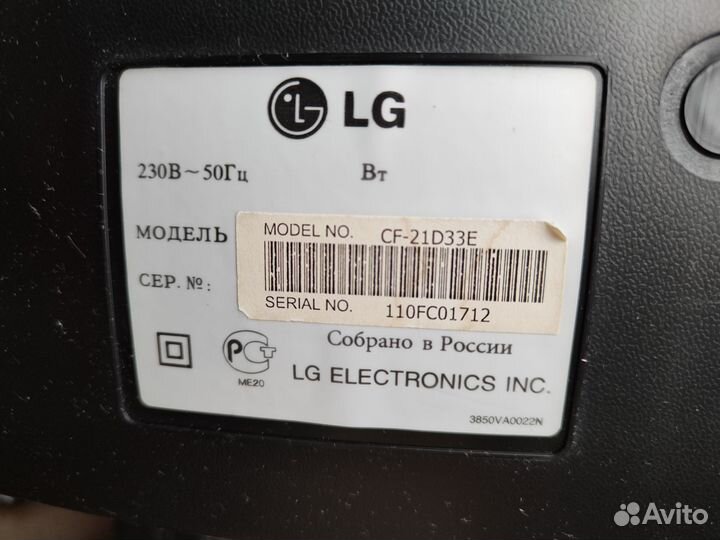 LG
230В ~ 50Гц Вт
МОДЕЛЬ
MODEL NO. CF-21D33E
СЕР. №:
SERIAL NO. 110FC01712
Собрано в России
ME20
LG ELECTRONICS INC.
3850VA0022N
Avito